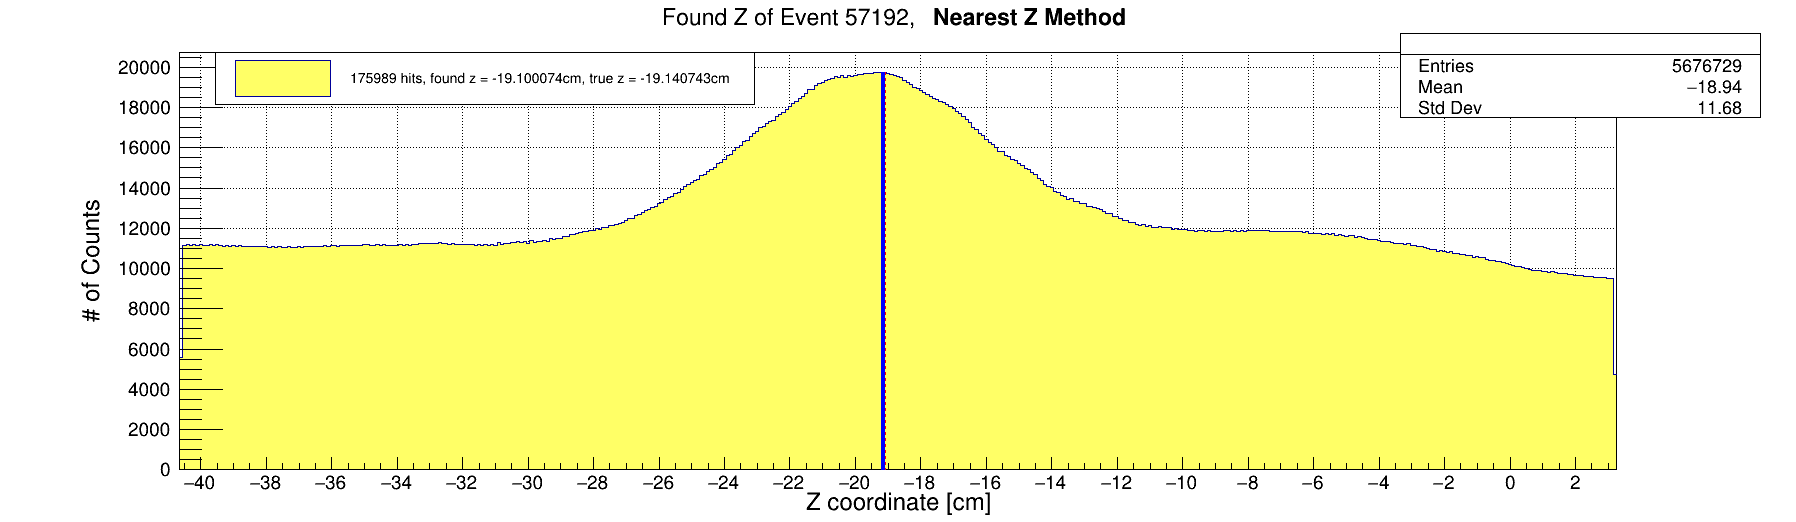 Found Z of Event 57192, Nearest Z Method
175989 hits, found z = -19.100074cm, true z = -19.140743cm
Entries 5676729
Mean −18.94
Std Dev 11.68
# of Counts
20000
18000
16000
14000
12000
10000
8000
6000
4000
2000
0
−40 −38 −36 −34 −32 −30 −28 −26 −24 −22 −20 −18 −16 −14 −12 −10 −8 −6 −4 −2 0 2
Z coordinate [cm]